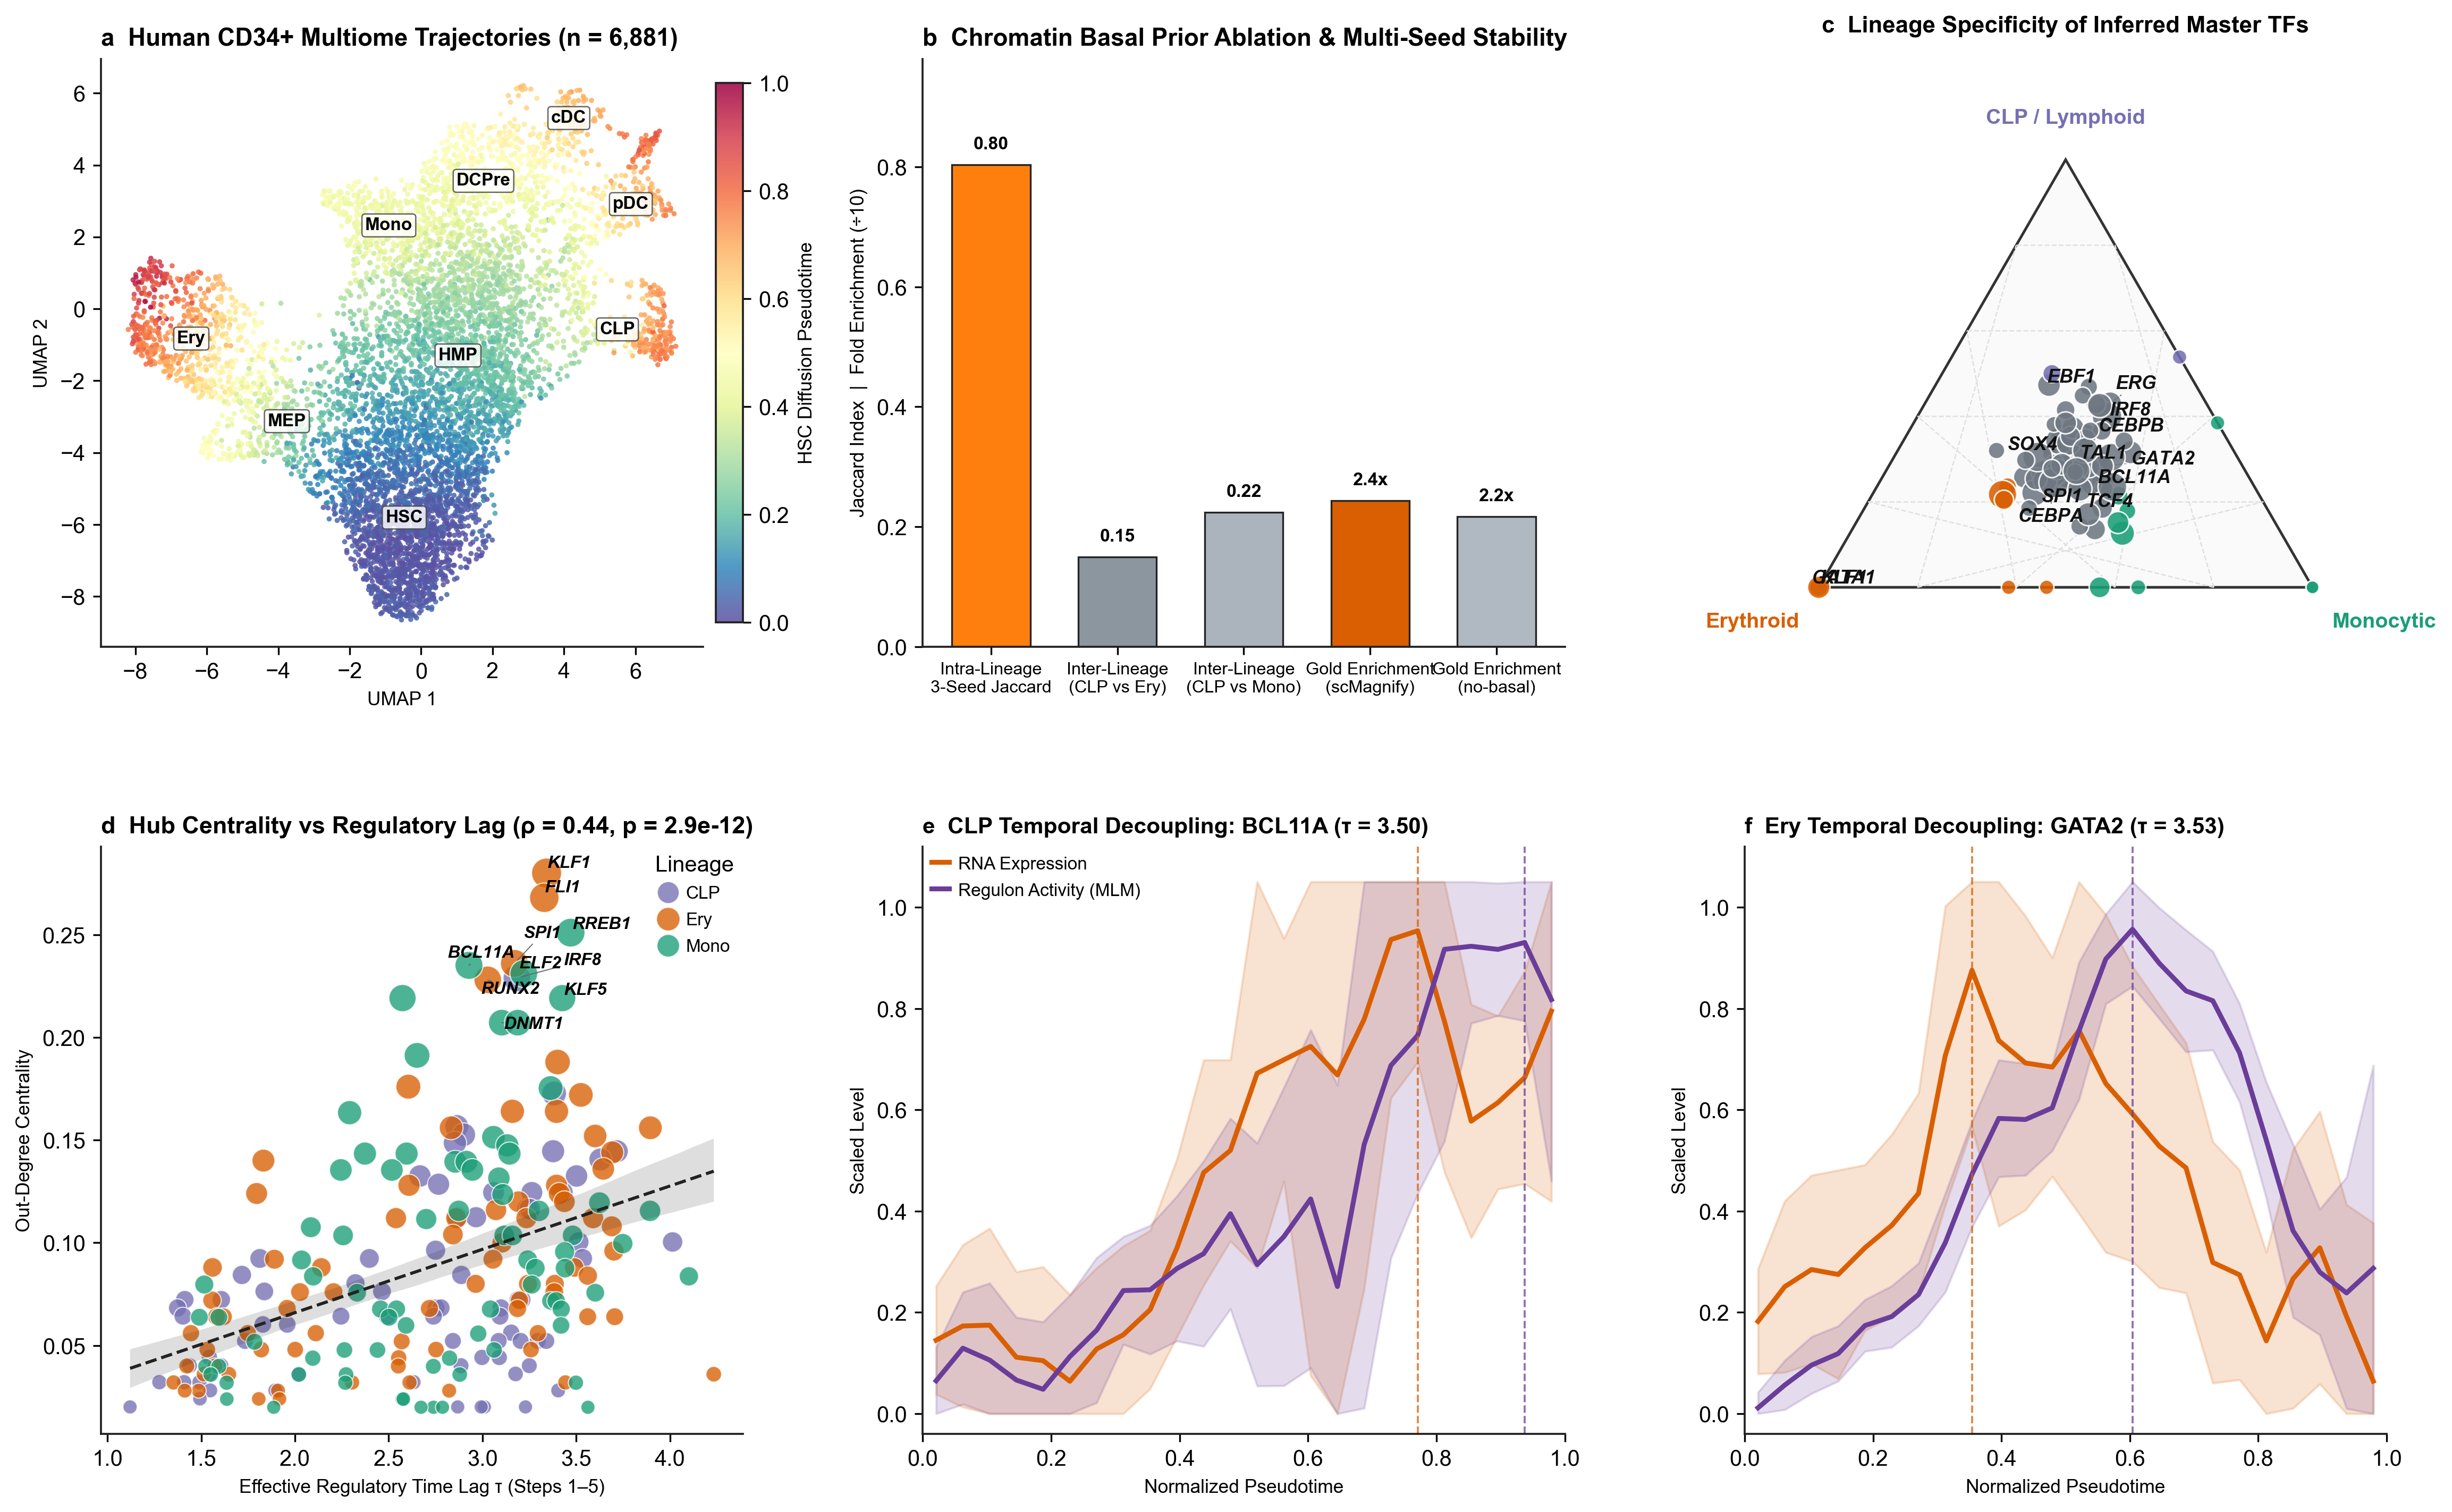 a Human CD34+ Multiome Trajectories (n = 6,881)
UMAP 2
6
4
2
0
−2
−4
−6
−8
cDC
DCPre
pDC
Mono
Ery
CLP
HMP
MEP
HSC
−8 −6 −4 −2 0 2 4 6
UMAP 1
1.0
0.8
0.6
0.4
0.2
0.0
HSC Diffusion Pseudotime
b Chromatin Basal Prior Ablation & Multi-Seed Stability
Jaccard Index | Fold Enrichment (÷10)
0.8
0.6
0.4
0.2
0.0
0.80
0.15
0.22
2.4x
2.2x
Intra-Lineage
3-Seed Jaccard
Inter-Lineage
(CLP vs Ery)
Inter-Lineage
(CLP vs Mono)
Gold Enrichment
(scMagnify)
Gold Enrichment
(no-basal)
c Lineage Specificity of Inferred Master TFs
CLP / Lymphoid
EBF1
ERG
IRF8
CEBPB
SOX4
TAL1
GATA2
BCL11A
SPI1
TCF4
CEBPA
GATA1
KLF1
Erythroid
Monocytic
d Hub Centrality vs Regulatory Lag (ρ = 0.44, p = 2.9e-12)
Out-Degree Centrality
0.25
0.20
0.15
0.10
0.05
KLF1
FLI1
RREB1
SPI1
BCL11A
ELF2
IRF8
RUNX2
KLF5
DNMT1
Lineage
CLP
Ery
Mono
1.0 1.5 2.0 2.5 3.0 3.5 4.0
Effective Regulatory Time Lag τ (Steps 1–5)
e CLP Temporal Decoupling: BCL11A (τ = 3.50)
RNA Expression
Regulon Activity (MLM)
Scaled Level
1.0
0.8
0.6
0.4
0.2
0.0
0.0 0.2 0.4 0.6 0.8 1.0
Normalized Pseudotime
f Ery Temporal Decoupling: GATA2 (τ = 3.53)
Scaled Level
1.0
0.8
0.6
0.4
0.2
0.0
0.0 0.2 0.4 0.6 0.8 1.0
Normalized Pseudotime